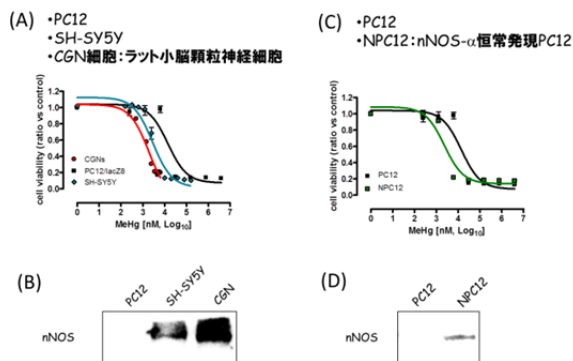 (A)
•PC12
•SH-SY5Y
•CGN細胞：ラット小脳顆粒神経細胞
cell viability (ratio vs control)
1.2
1.0
0.8
0.6
0.4
0.2
0.0
CGNs
PC12/lacZ8
SH-SY5Y
0 1 2 3 4 5 6 7
MeHg [nM, Log10]
(B)
PC12
SH-SY5Y
CGN
nNOS
(C)
•PC12
•NPC12：nNOS-α恒常発現PC12
cell viability (ratio vs control)
1.2
1.0
0.8
0.6
0.4
0.2
0.0
PC12
NPC12
0 1 2 3 4 5 6 7
MeHg [nM, Log10]
(D)
PC12
NPC12
nNOS